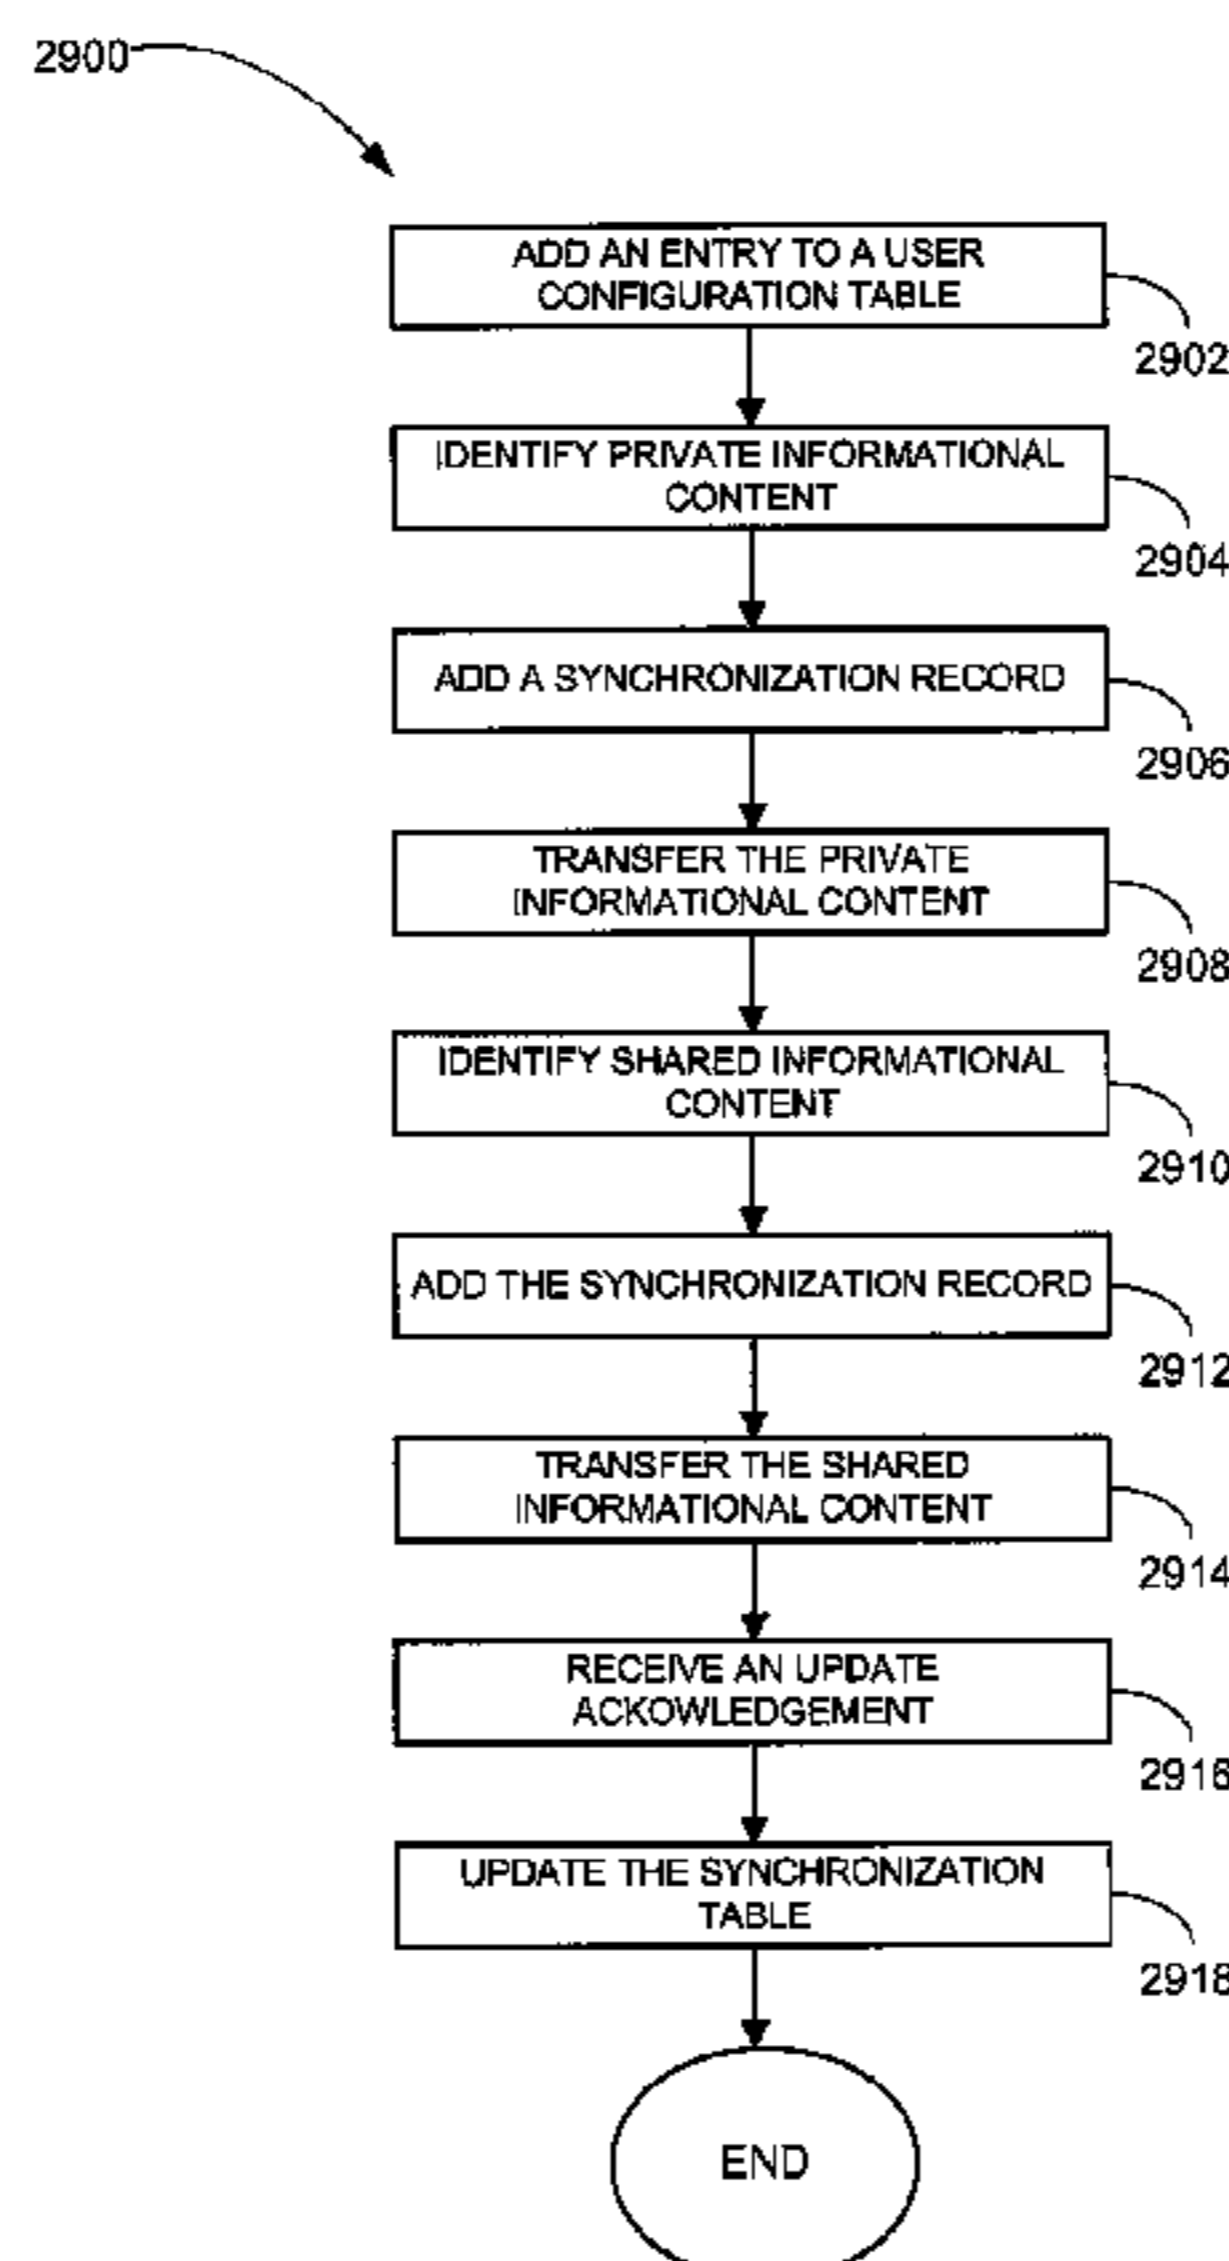 2900
ADD AN ENTRY TO A USER
CONFIGURATION TABLE
2902
IDENTIFY PRIVATE INFORMATIONAL
CONTENT
2904
ADD A SYNCHRONIZATION RECORD
2906
TRANSFER THE PRIVATE
INFORMATIONAL CONTENT
2908
IDENTIFY SHARED INFORMATIONAL
CONTENT
2910
ADD THE SYNCHRONIZATION RECORD
2912
TRANSFER THE SHARED
INFORMATIONAL CONTENT
2914
RECEIVE AN UPDATE
ACKOWLEDGEMENT
2916
UPDATE THE SYNCHRONIZATION
TABLE
2918
END